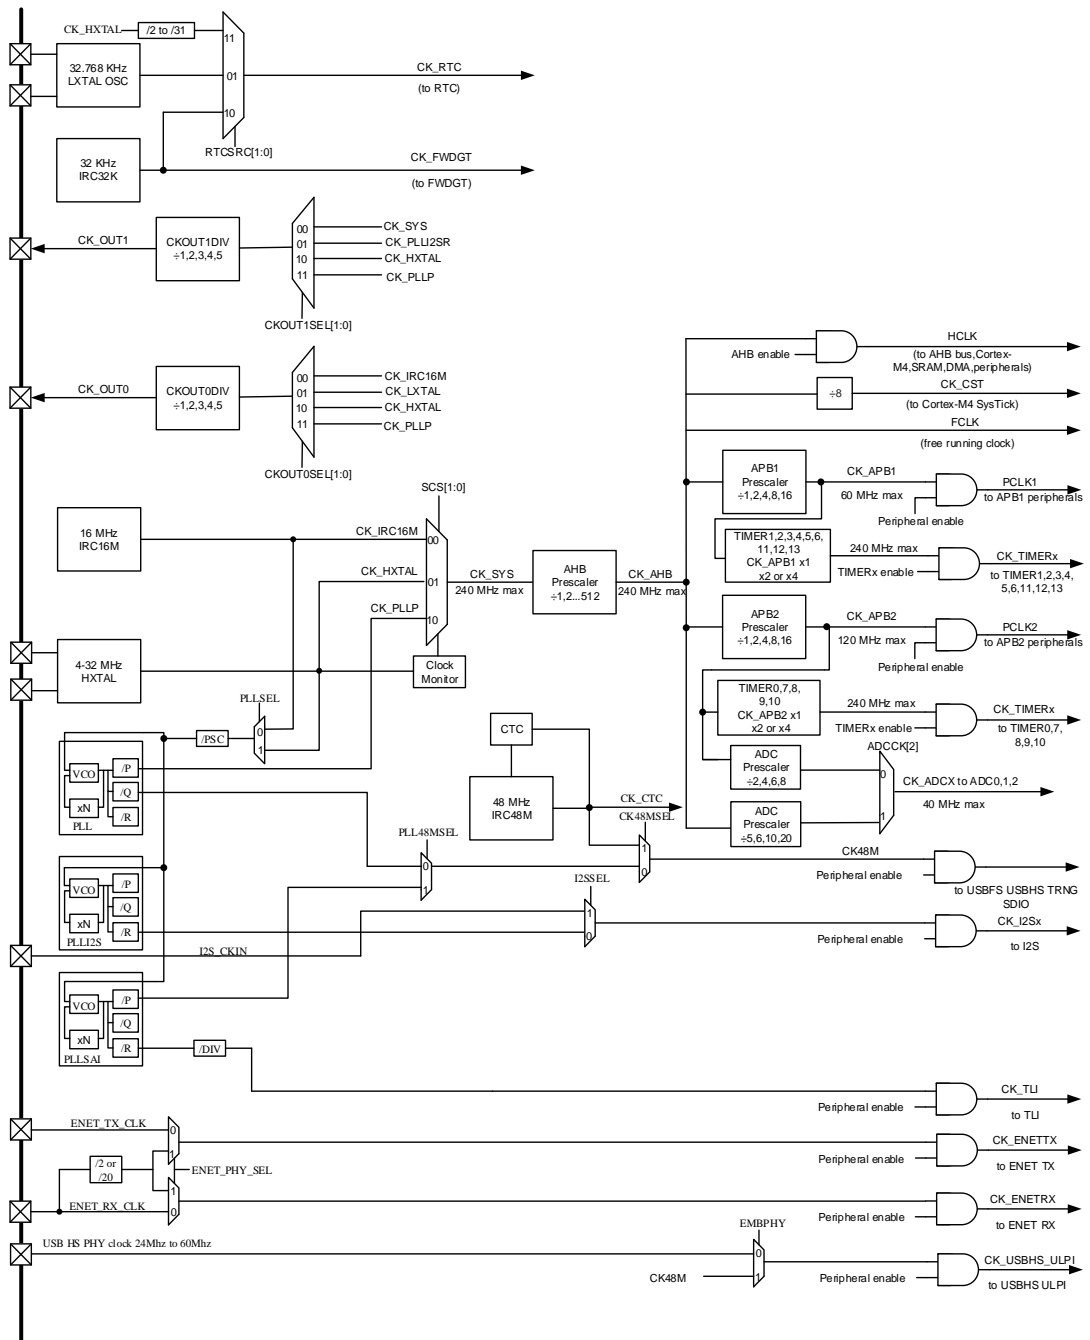 CK_HXTAL
/2 to /31
11
32.768 KHz
LXTAL OSC
01
CK_RTC
(to RTC)
10
RTCSRC[1:0]
32 KHz
IRC32K
CK_FWDGT
(to FWDGT)
CK_OUT1
CKOUT1DIV
÷1,2,3,4,5
00
01
10
11
CK_SYS
CK_PLLI2SR
CK_HXTAL
CK_PLLP
CKOUT1SEL[1:0]
CK_OUT0
CKOUT0DIV
÷1,2,3,4,5
00
01
10
11
CK_IRC16M
CK_LXTAL
CK_HXTAL
CK_PLLP
CKOUT0SEL[1:0]
AHB enable
HCLK
(to AHB bus,Cortex-
M4,SRAM,DMA,peripherals)
÷8
CK_CST
(to Cortex-M4 SysTick)
FCLK
(free running clock)
SCS[1:0]
16 MHz
IRC16M
CK_IRC16M
00
CK_HXTAL
01
CK_PLLP
10
CK_SYS
240 MHz max
AHB
Prescaler
÷1,2...512
CK_AHB
240 MHz max
4-32 MHz
HXTAL
Clock
Monitor
APB1
Prescaler
÷1,2,4,8,16
CK_APB1
60 MHz max
Peripheral enable
PCLK1
to APB1 peripherals
TIMER1,2,3,4,5,6,
11,12,13
CK_APB1 x1
x2 or x4
240 MHz max
TIMERx enable
CK_TIMERx
to TIMER1,2,3,4,
5,6,11,12,13
APB2
Prescaler
÷1,2,4,8,16
CK_APB2
120 MHz max
Peripheral enable
PCLK2
to APB2 peripherals
TIMER0,7,8,
9,10
CK_APB2 x1
x2 or x4
240 MHz max
TIMERx enable
CK_TIMERx
to TIMER0,7,
8,9,10
ADC
Prescaler
÷2,4,6,8
ADC
Prescaler
÷5,6,10,20
ADCCK[2]
0
1
CK_ADCX to ADC0,1,2
40 MHz max
PLLSEL
0
1
/PSC
VCO
xN
PLL
/P
/Q
/R
CTC
48 MHz
IRC48M
CK_CTC
PLL48MSEL
0
1
CK48MSEL
1
0
CK48M
Peripheral enable
to USBFS USBHS TRNG
SDIO
VCO
xN
PLLI2S
/P
/Q
/R
I2SSEL
1
0
I2S_CKIN
Peripheral enable
CK_I2Sx
to I2S
VCO
xN
PLLSAI
/P
/Q
/R
/DIV
Peripheral enable
CK_TLI
to TLI
ENET_TX_CLK
0
1
/2 or
/20
ENET_PHY_SEL
Peripheral enable
CK_ENETTX
to ENET TX
ENET_RX_CLK
1
0
Peripheral enable
CK_ENETRX
to ENET RX
USB HS PHY clock 24Mhz to 60Mhz
EMBPHY
0
1
CK48M
Peripheral enable
CK_USBHS_ULPI
to USBHS ULPI